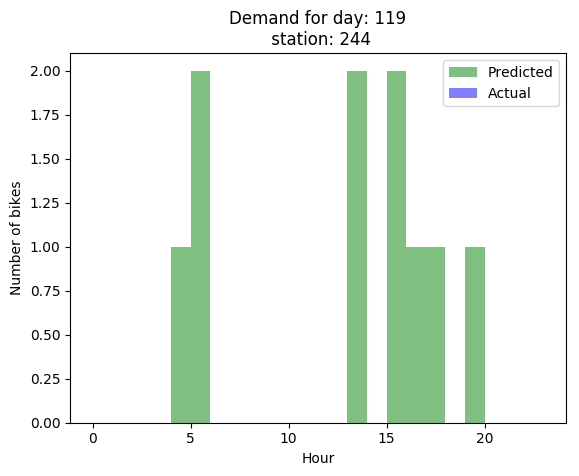 Demand for day: 119
station: 244
Predicted
Actual
Number of bikes
2.00
1.75
1.50
1.25
1.00
0.75
0.50
0.25
0.00
0 5 10 15 20
Hour